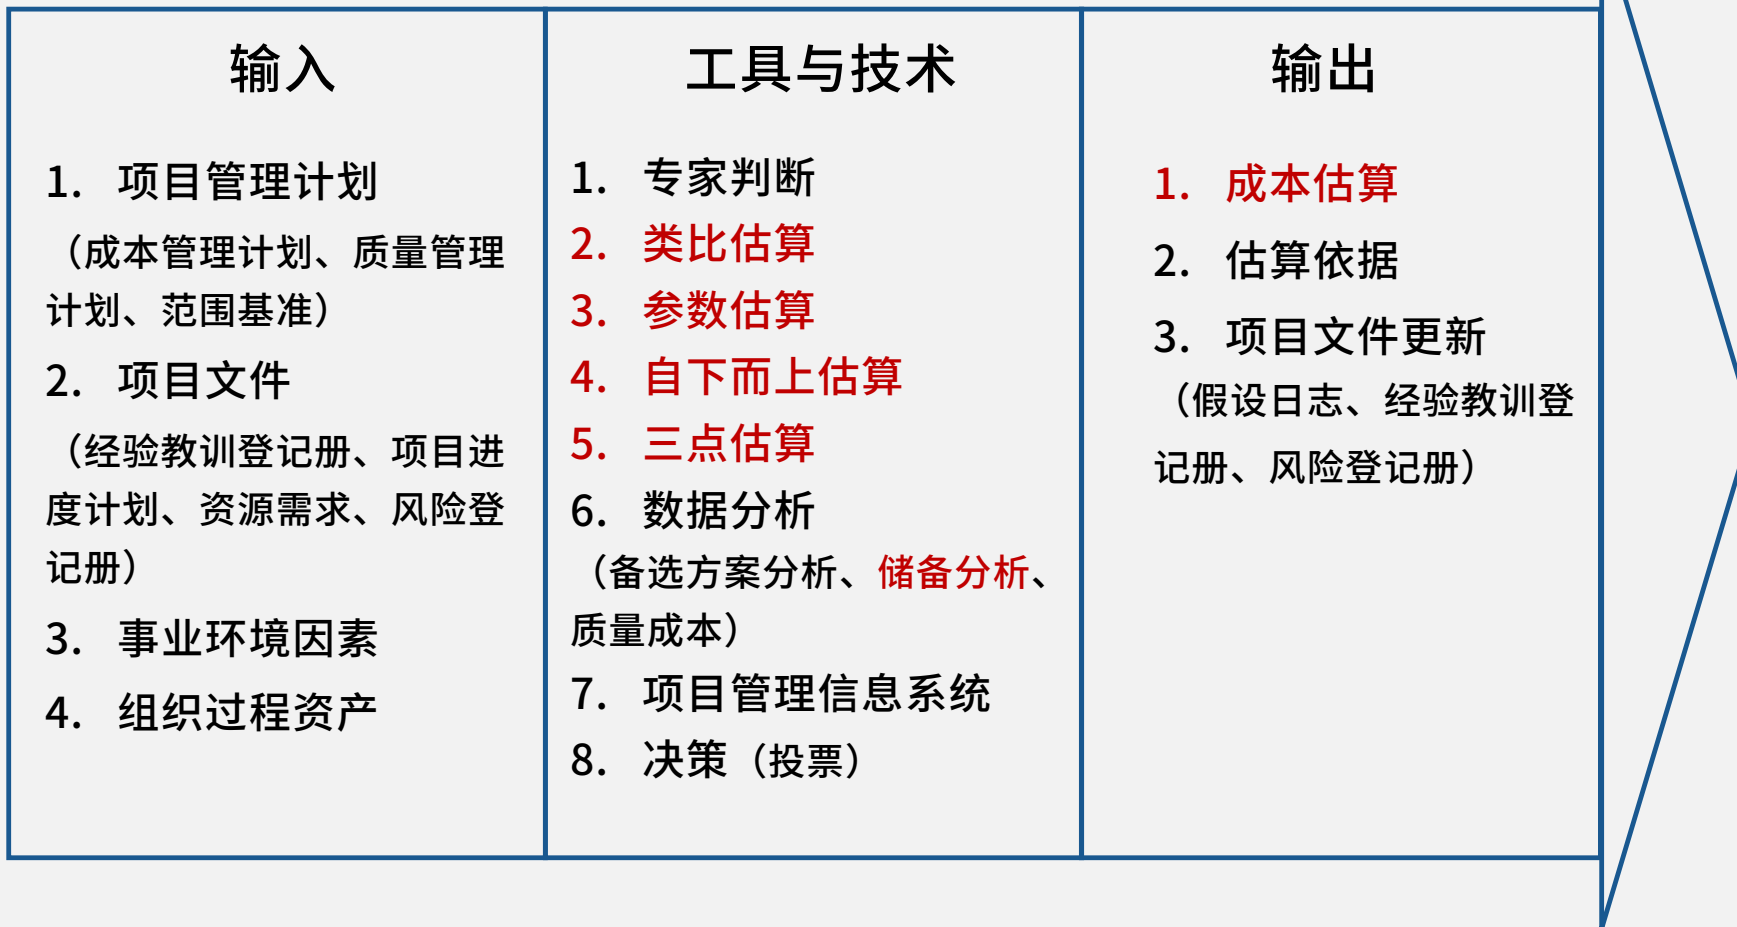 输入
1. 项目管理计划
（成本管理计划、质量管理
计划、范围基准）
2. 项目文件
（经验教训登记册、项目进
度计划、资源需求、风险登
记册）
3. 事业环境因素
4. 组织过程资产
工具与技术
1. 专家判断
2. 类比估算
3. 参数估算
4. 自下而上估算
5. 三点估算
6. 数据分析
（备选方案分析、储备分析、
质量成本）
7. 项目管理信息系统
8. 决策（投票）
输出
1. 成本估算
2. 估算依据
3. 项目文件更新
（假设日志、经验教训登
记册、风险登记册）